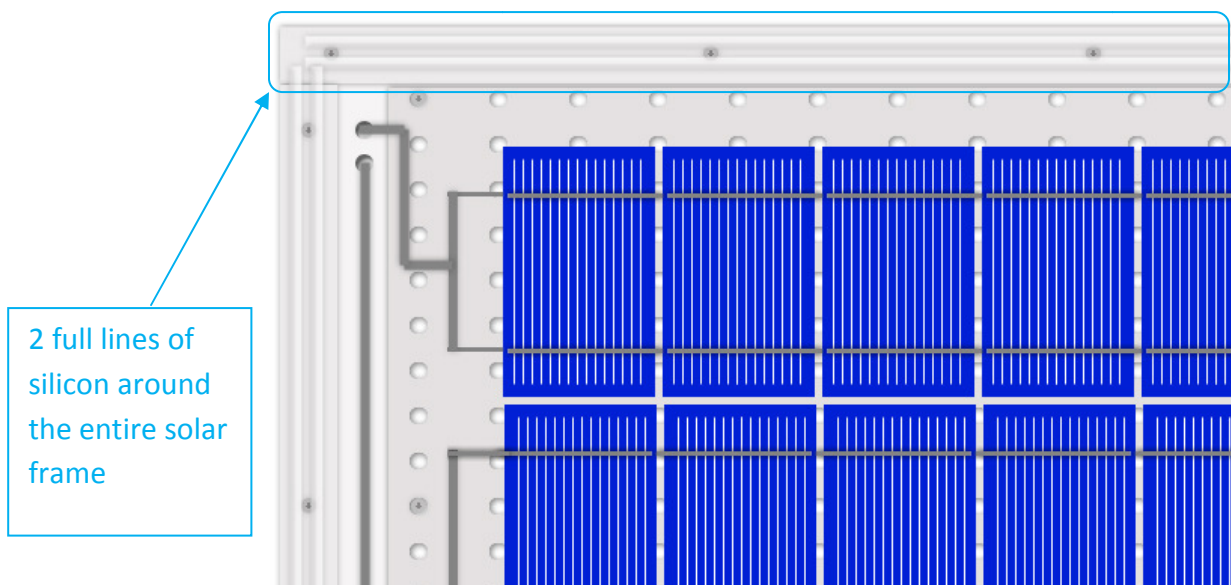 2 full lines of
silicon around
the entire solar
frame